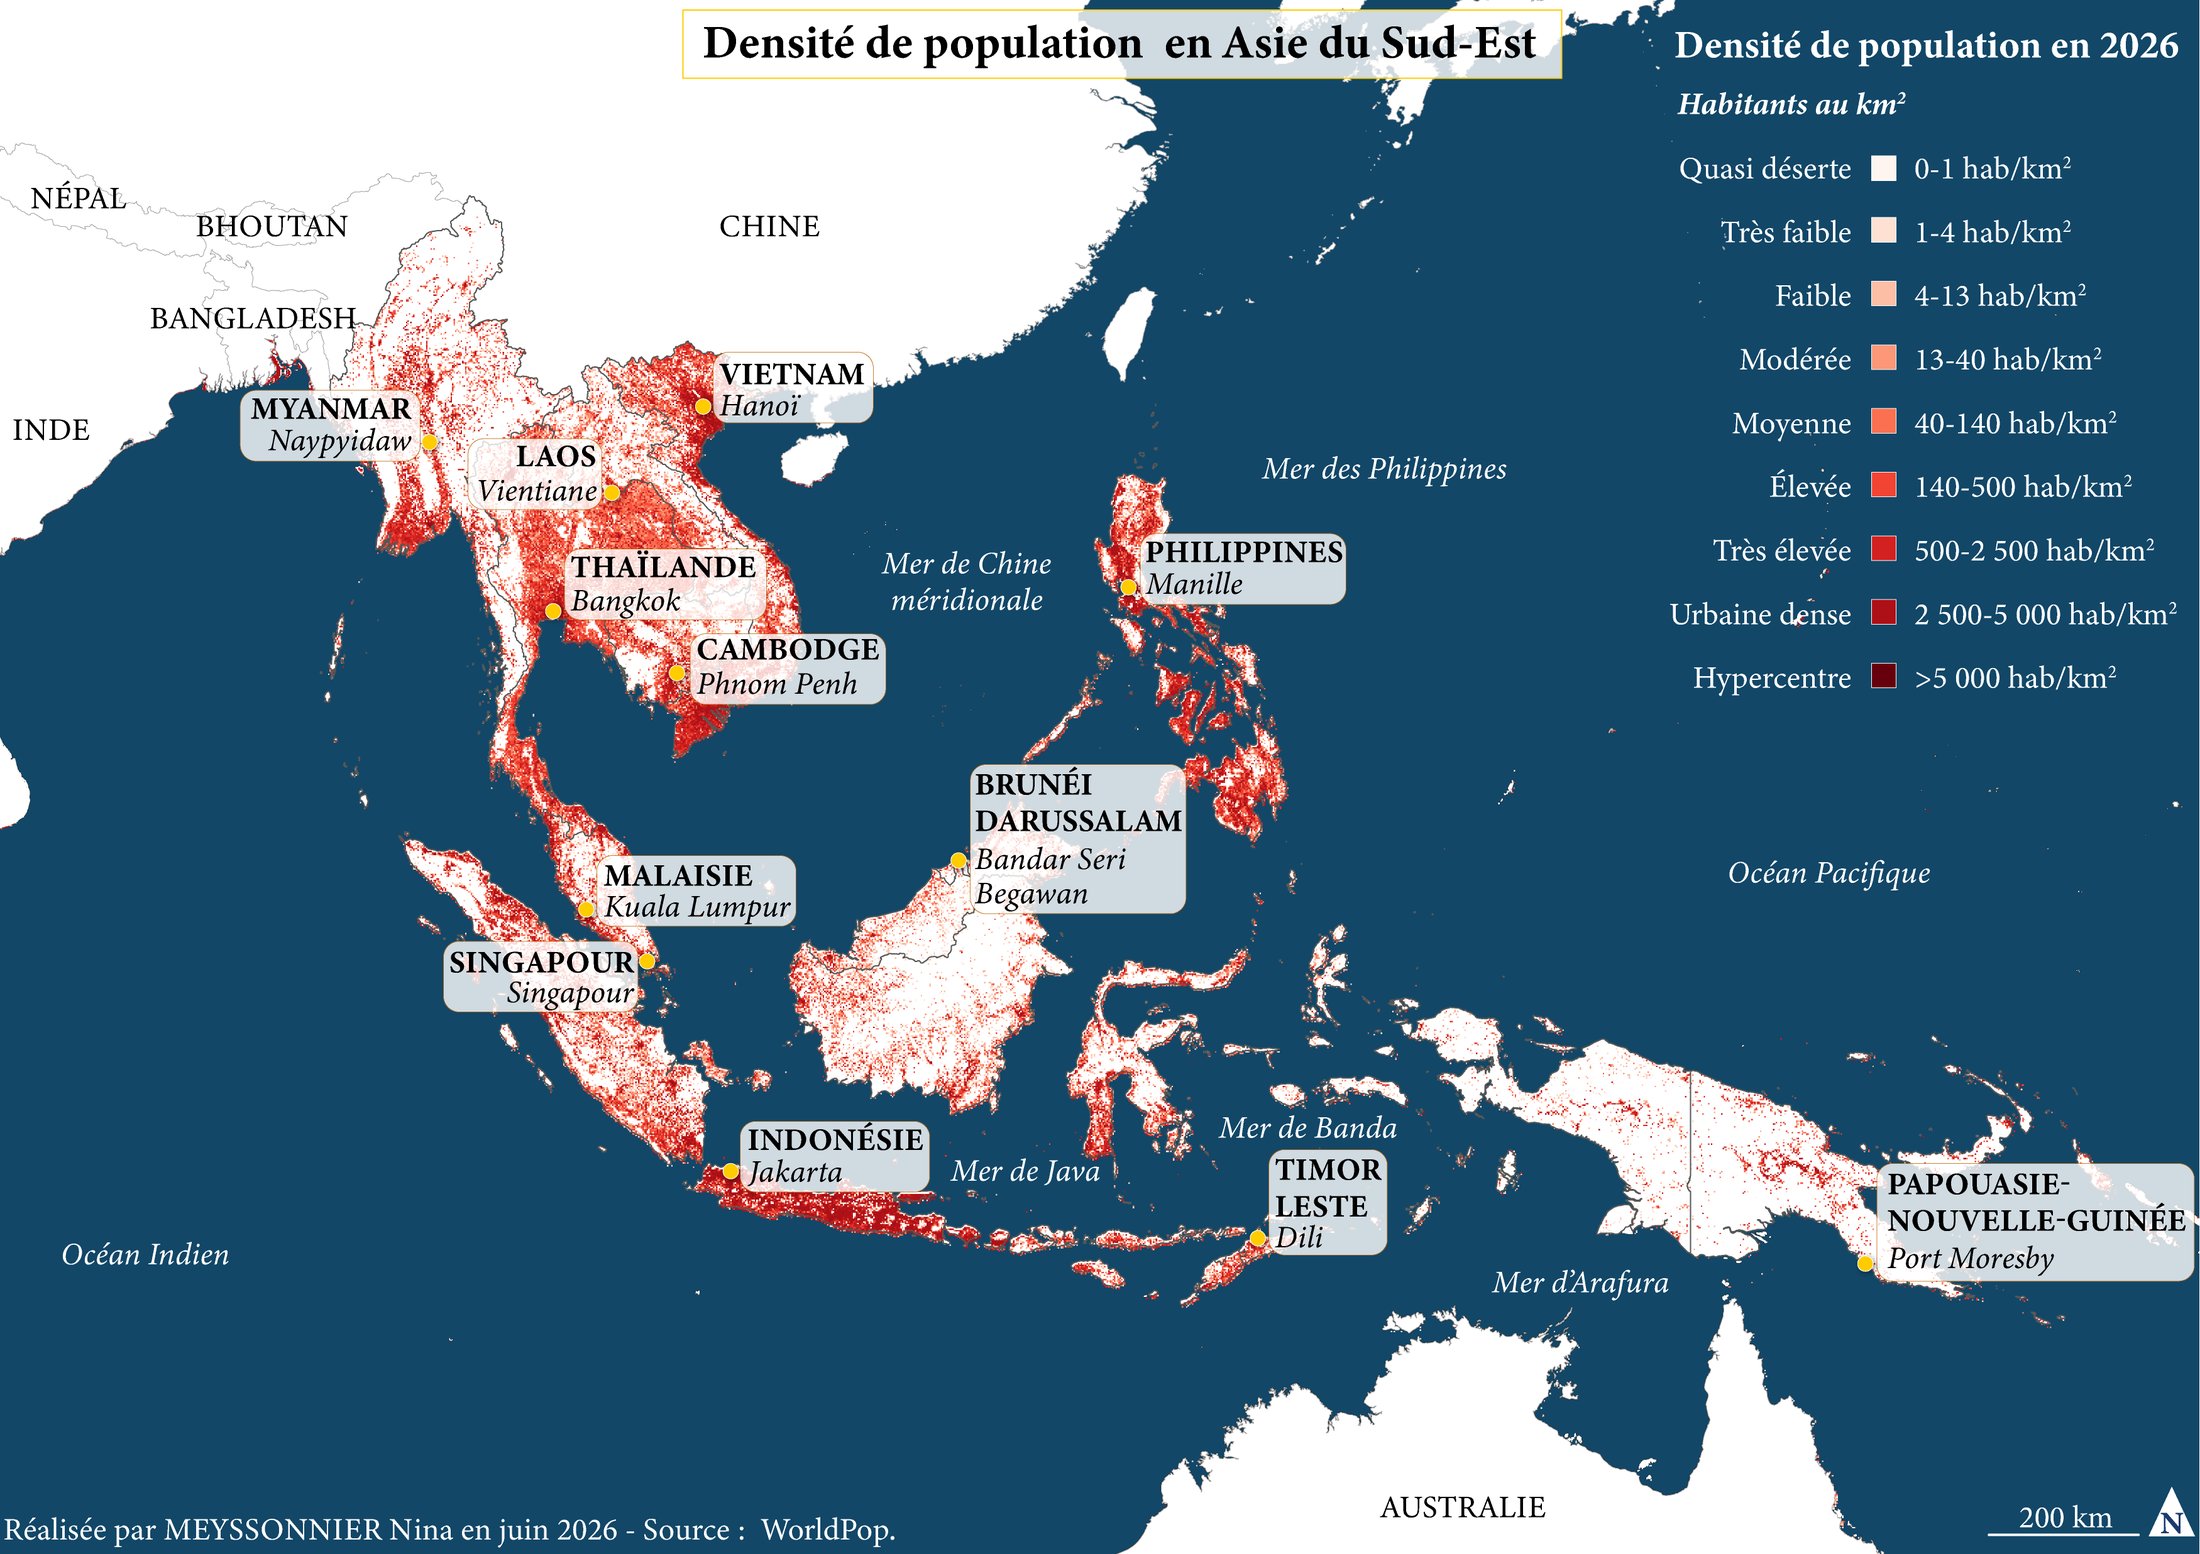 Densité de population  en Asie du Sud-Est
Densité de population en 2026
Habitants au km²
Quasi déserte 0-1 hab/km²
Très faible 1-4 hab/km²
Faible 4-13 hab/km²
Modérée 13-40 hab/km²
Moyenne 40-140 hab/km²
Élevée 140-500 hab/km²
Très élevée 500-2 500 hab/km²
Urbaine dense 2 500-5 000 hab/km²
Hypercentre >5 000 hab/km²
NÉPAL
BHOUTAN
CHINE
BANGLADESH
INDE
MYANMAR
Naypyidaw
VIETNAM
Hanoï
LAOS
Vientiane
THAÏLANDE
Bangkok
CAMBODGE
Phnom Penh
Mer de Chine
méridionale
Mer des Philippines
PHILIPPINES
Manille
BRUNÉI
DARUSSALAM
Bandar Seri
Begawan
MALAISIE
Kuala Lumpur
SINGAPOUR
Singapour
Océan Pacifique
INDONÉSIE
Jakarta
Mer de Java
Mer de Banda
TIMOR
LESTE
Dili
PAPOUASIE-
NOUVELLE-GUINÉE
Port Moresby
Océan Indien
Mer d’Arafura
AUSTRALIE
Réalisée par MEYSSONNIER Nina en juin 2026 - Source :  WorldPop.
200 km
N